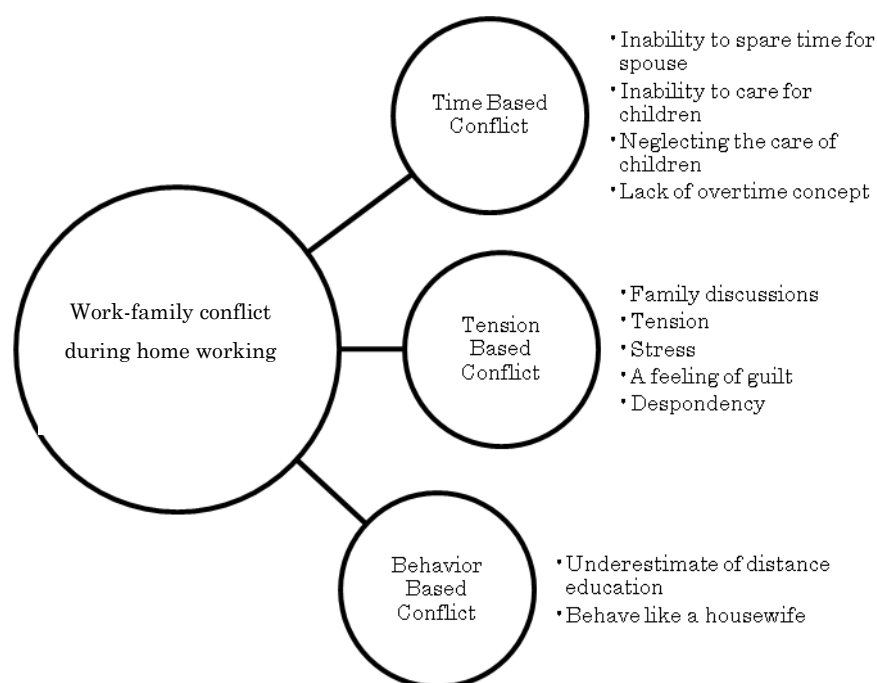 Work-family conflict
during home working
Time Based
Conflict
•Inability to spare time for
spouse
•Inability to care for
children
•Neglecting the care of
children
•Lack of overtime concept
Tension
Based
Conflict
•Family discussions
•Tension
•Stress
•A feeling of guilt
•Despondency
Behavior
Based
Conflict
•Underestimate of distance
education
•Behave like a housewife